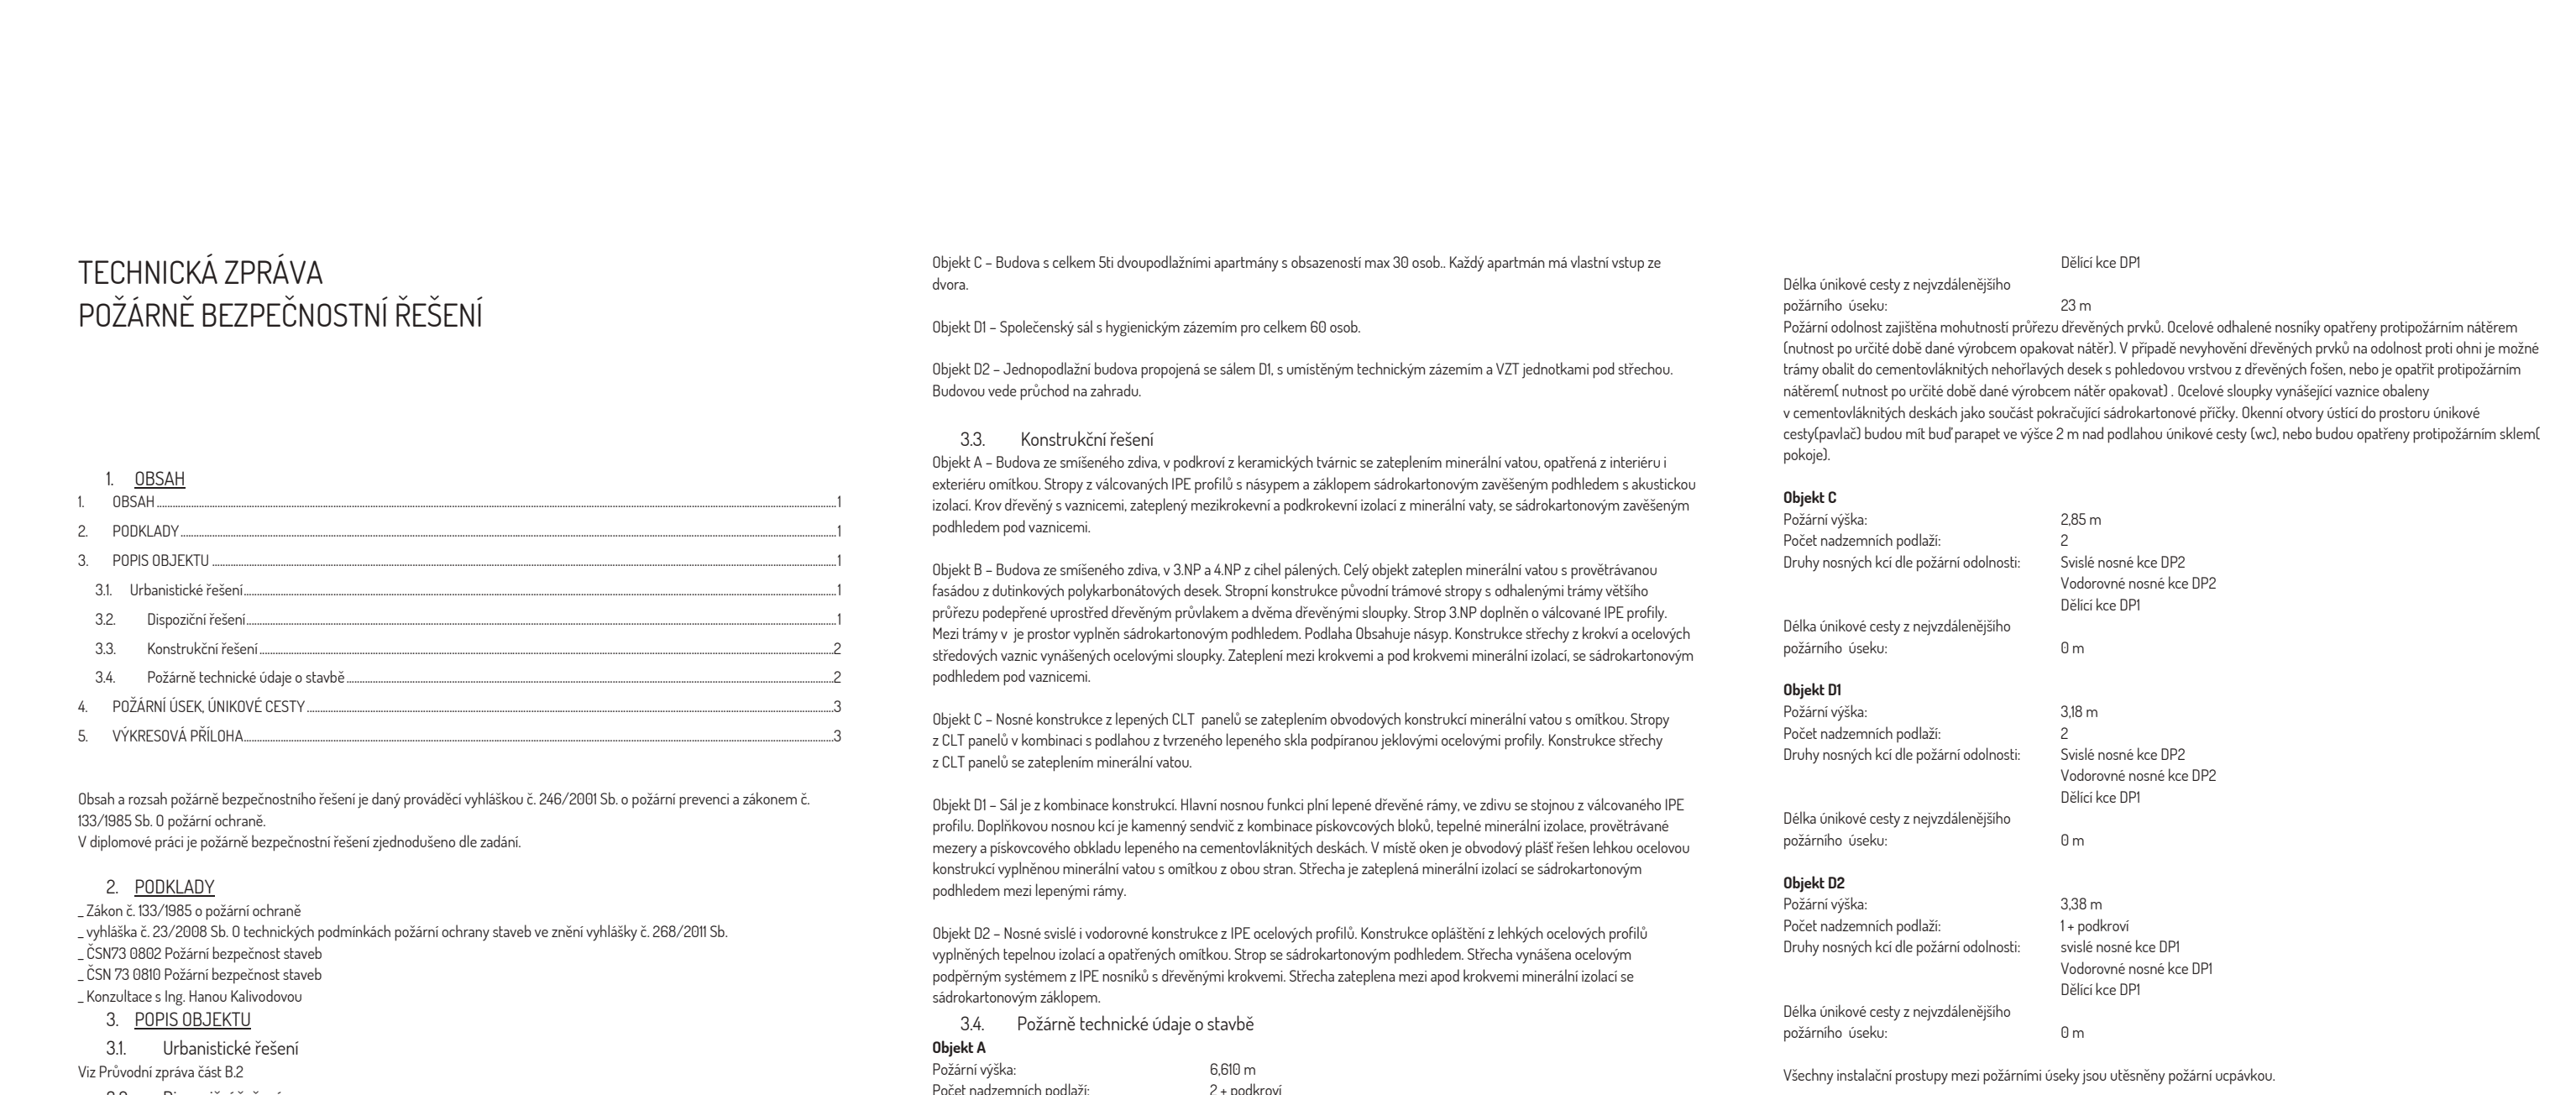 TECHNICKÁ ZPRÁVA
POŽÁRNĚ BEZPEČNOSTNÍ ŘEŠENÍ
1. OBSAH
1. OBSAH 1
2. PODKLADY 1
3. POPIS OBJEKTU 1
3.1. Urbanistické řešení 1
3.2. Dispoziční řešení 1
3.3. Konstrukční řešení 2
3.4. Požárně technické údaje o stavbě 2
4. POŽÁRNÍ ÚSEK, ÚNIKOVÉ CESTY 3
5. VÝKRESOVÁ PŘÍLOHA 3
Obsah a rozsah požárně bezpečnostního řešení je daný prováděcí vyhláškou č. 246/2001 Sb. o požární prevenci a zákonem č.
133/1985 Sb. O požární ochraně.
V diplomové práci je požárně bezpečnostní řešení zjednodušeno dle zadání.
2. PODKLADY
_ Zákon č. 133/1985 o požární ochraně
_ vyhláška č. 23/2008 Sb. O technických podmínkách požární ochrany staveb ve znění vyhlášky č. 268/2011 Sb.
_ ČSN73 0802 Požární bezpečnost staveb
_ ČSN 73 0810 Požární bezpečnost staveb
_ Konzultace s Ing. Hanou Kalivodovou
3. POPIS OBJEKTU
3.1. Urbanistické řešení
Viz Průvodní zpráva část B.2
Objekt C – Budova s celkem 5ti dvoupodlažními apartmány s obsazeností max 30 osob.. Každý apartmán má vlastní vstup ze
dvora.
Objekt D1 – Společenský sál s hygienickým zázemím pro celkem 60 osob.
Objekt D2 – Jednopodlažní budova propojená se sálem D1, s umístěným technickým zázemím a VZT jednotkami pod střechou.
Budovou vede průchod na zahradu.
3.3. Konstrukční řešení
Objekt A – Budova ze smíšeného zdiva, v podkroví z keramických tvárnic se zateplením minerální vatou, opatřená z interiéru i
exteriéru omítkou. Stropy z válcovaných IPE profilů s násypem a záklopem sádrokartonovým zavěšeným podhledem s akustickou
izolací. Krov dřevěný s vaznicemi, zateplený mezikrokevní a podkrokevní izolací z minerální vaty, se sádrokartonovým zavěšeným
podhledem pod vaznicemi.
Objekt B – Budova ze smíšeného zdiva, v 3.NP a 4.NP z cihel pálených. Celý objekt zateplen minerální vatou s provětrávanou
fasádou z dutinkových polykarbonátových desek. Stropní konstrukce původní trámové stropy s odhalenými trámy většího
průřezu podepřené uprostřed dřevěným průvlakem a dvěma dřevěnými sloupky. Strop 3.NP doplněn o válcované IPE profily.
Mezi trámy v  je prostor vyplněn sádrokartonovým podhledem. Podlaha Obsahuje násyp. Konstrukce střechy z krokví a ocelových
středových vaznic vynášených ocelovými sloupky. Zateplení mezi krokvemi a pod krokvemi minerální izolací, se sádrokartonovým
podhledem pod vaznicemi.
Objekt C – Nosné konstrukce z lepených CLT  panelů se zateplením obvodových konstrukcí minerální vatou s omítkou. Stropy
z CLT panelů v kombinaci s podlahou z tvrzeného lepeného skla podpíranou jeklovými ocelovými profily. Konstrukce střechy
z CLT panelů se zateplením minerální vatou.
Objekt D1 – Sál je z kombinace konstrukcí. Hlavní nosnou funkci plní lepené dřevěné rámy, ve zdivu se stojnou z válcovaného IPE
profilu. Doplňkovou nosnou kcí je kamenný sendvič z kombinace pískovcových bloků, tepelné minerální izolace, provětrávané
mezery a pískovcového obkladu lepeného na cementovláknitých deskách. V místě oken je obvodový plášť řešen lehkou ocelovou
konstrukcí vyplněnou minerální vatou s omítkou z obou stran. Střecha je zateplená minerální izolací se sádrokartonovým
podhledem mezi lepenými rámy.
Objekt D2 – Nosné svislé i vodorovné konstrukce z IPE ocelových profilů. Konstrukce opláštění z lehkých ocelových profilů
vyplněných tepelnou izolací a opatřených omítkou. Strop se sádrokartonovým podhledem. Střecha vynášena ocelovým
podpěrným systémem z IPE nosníků s dřevěnými krokvemi. Střecha zateplena mezi apod krokvemi minerální izolací se
sádrokartonovým záklopem.
3.4. Požárně technické údaje o stavbě
Objekt A
Požární výška: 6,610 m
Počet nadzemních podlaží: 2 + podkroví
Dělící kce DP1
Délka únikové cesty z nejvzdálenějšího
požárního  úseku: 23 m
Požární odolnost zajištěna mohutností průřezu dřevěných prvků. Ocelové odhalené nosníky opatřeny protipožárním nátěrem
(nutnost po určité době dané výrobcem opakovat nátěr). V případě nevyhovění dřevěných prvků na odolnost proti ohni je možné
trámy obalit do cementovláknitých nehořlavých desek s pohledovou vrstvou z dřevěných fošen, nebo je opatřit protipožárním
nátěrem( nutnost po určité době dané výrobcem nátěr opakovat) . Ocelové sloupky vynášející vaznice obaleny
v cementovláknitých deskách jako součást pokračující sádrokartonové příčky. Okenní otvory ústící do prostoru únikové
cesty(pavlač) budou mít buď parapet ve výšce 2 m nad podlahou únikové cesty (wc), nebo budou opatřeny protipožárním sklem(
pokoje).
Objekt C
Požární výška: 2,85 m
Počet nadzemních podlaží: 2
Druhy nosných kcí dle požární odolnosti: Svislé nosné kce DP2
Vodorovné nosné kce DP2
Dělící kce DP1
Délka únikové cesty z nejvzdálenějšího
požárního  úseku: 0 m
Objekt D1
Požární výška: 3,18 m
Počet nadzemních podlaží: 2
Druhy nosných kcí dle požární odolnosti: Svislé nosné kce DP2
Vodorovné nosné kce DP2
Dělící kce DP1
Délka únikové cesty z nejvzdálenějšího
požárního  úseku: 0 m
Objekt D2
Požární výška: 3,38 m
Počet nadzemních podlaží: 1 + podkroví
Druhy nosných kcí dle požární odolnosti: svislé nosné kce DP1
Vodorovné nosné kce DP1
Dělící kce DP1
Délka únikové cesty z nejvzdálenějšího
požárního  úseku: 0 m
Všechny instalační prostupy mezi požárními úseky jsou utěsněny požární ucpávkou.